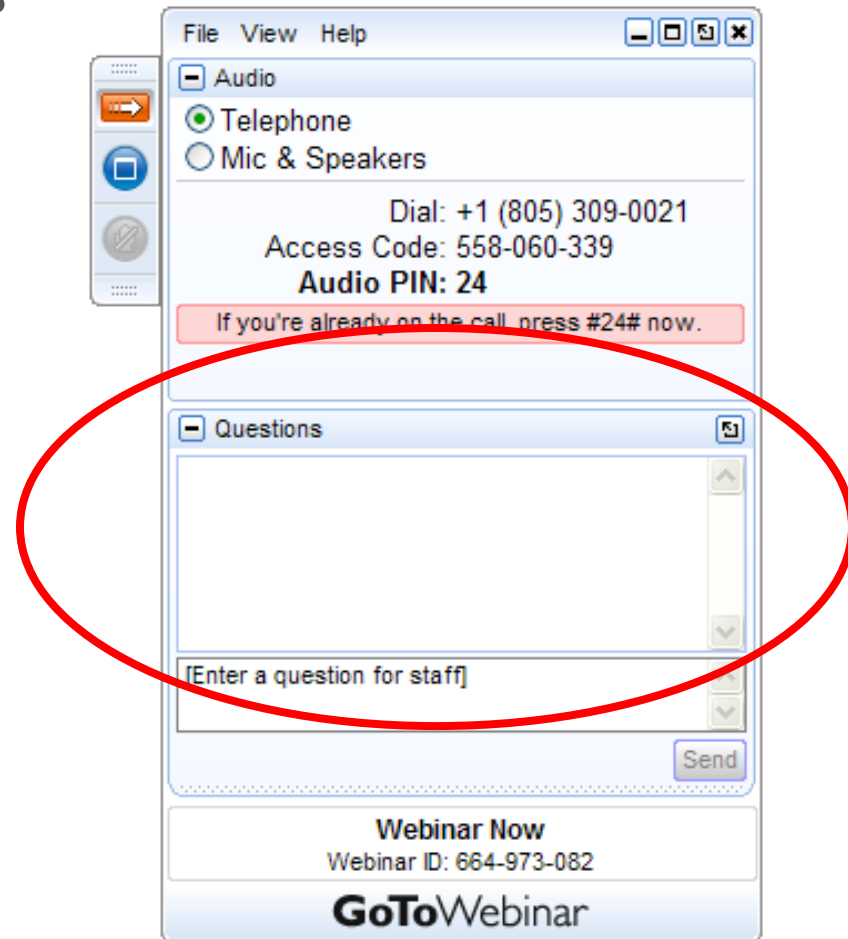 File View Help
Audio
Telephone
Mic & Speakers
Dial: +1 (805) 309-0021
Access Code: 558-060-339
Audio PIN: 24
If you're already on the call, press #24# now.
Questions
[Enter a question for staff]
Send
Webinar Now
Webinar ID: 664-973-082
GoToWebinar